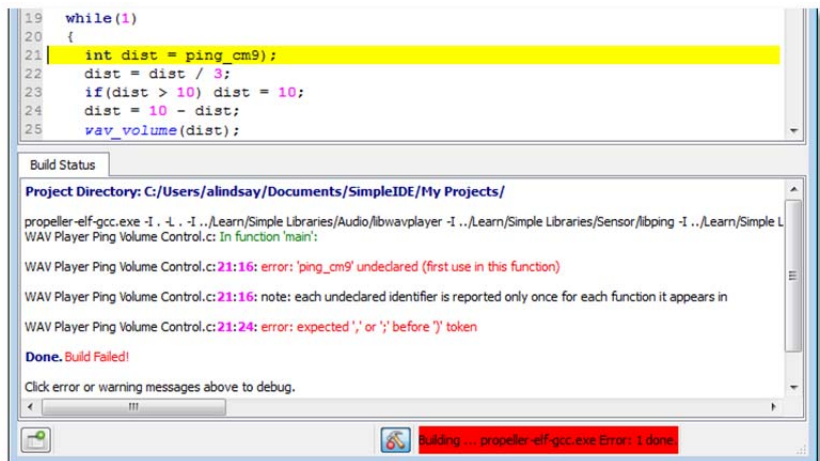 19 while(1)
20 {
21 int dist = ping_cm9);
22 dist = dist / 3;
23 if(dist > 10) dist = 10;
24 dist = 10 - dist;
25 wav_volume(dist);
Build Status
Project Directory: C:/Users/alindsay/Documents/SimpleIDE/My Projects/
propeller-elf-gcc.exe -I . -L . -I ../Learn/Simple Libraries/Audio/libwavplayer -I ../Learn/Simple Libraries/Sensor/libping -I ../Learn/Simple L
WAV Player Ping Volume Control.c: In function 'main':
WAV Player Ping Volume Control.c:21:16: error: 'ping_cm9' undeclared (first use in this function)
WAV Player Ping Volume Control.c:21:16: note: each undeclared identifier is reported only once for each function it appears in
WAV Player Ping Volume Control.c:21:24: error: expected ',' or ';' before ')' token
Done. Build Failed!
Click error or warning messages above to debug.
Building ... propeller-elf-gcc.exe Error: 1 done.